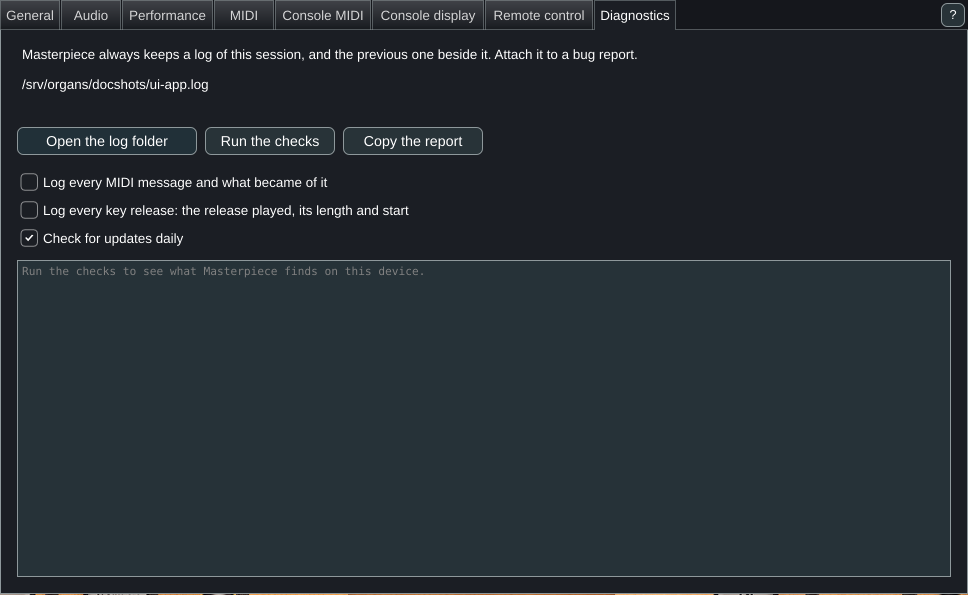 General Audio Performance MIDI Console MIDI Console display Remote control Diagnostics ?
Masterpiece always keeps a log of this session, and the previous one beside it. Attach it to a bug report.
/srv/organs/docshots/ui-app.log
Open the log folder Run the checks Copy the report
Log every MIDI message and what became of it
Log every key release: the release played, its length and start
Check for updates daily
Run the checks to see what Masterpiece finds on this device.